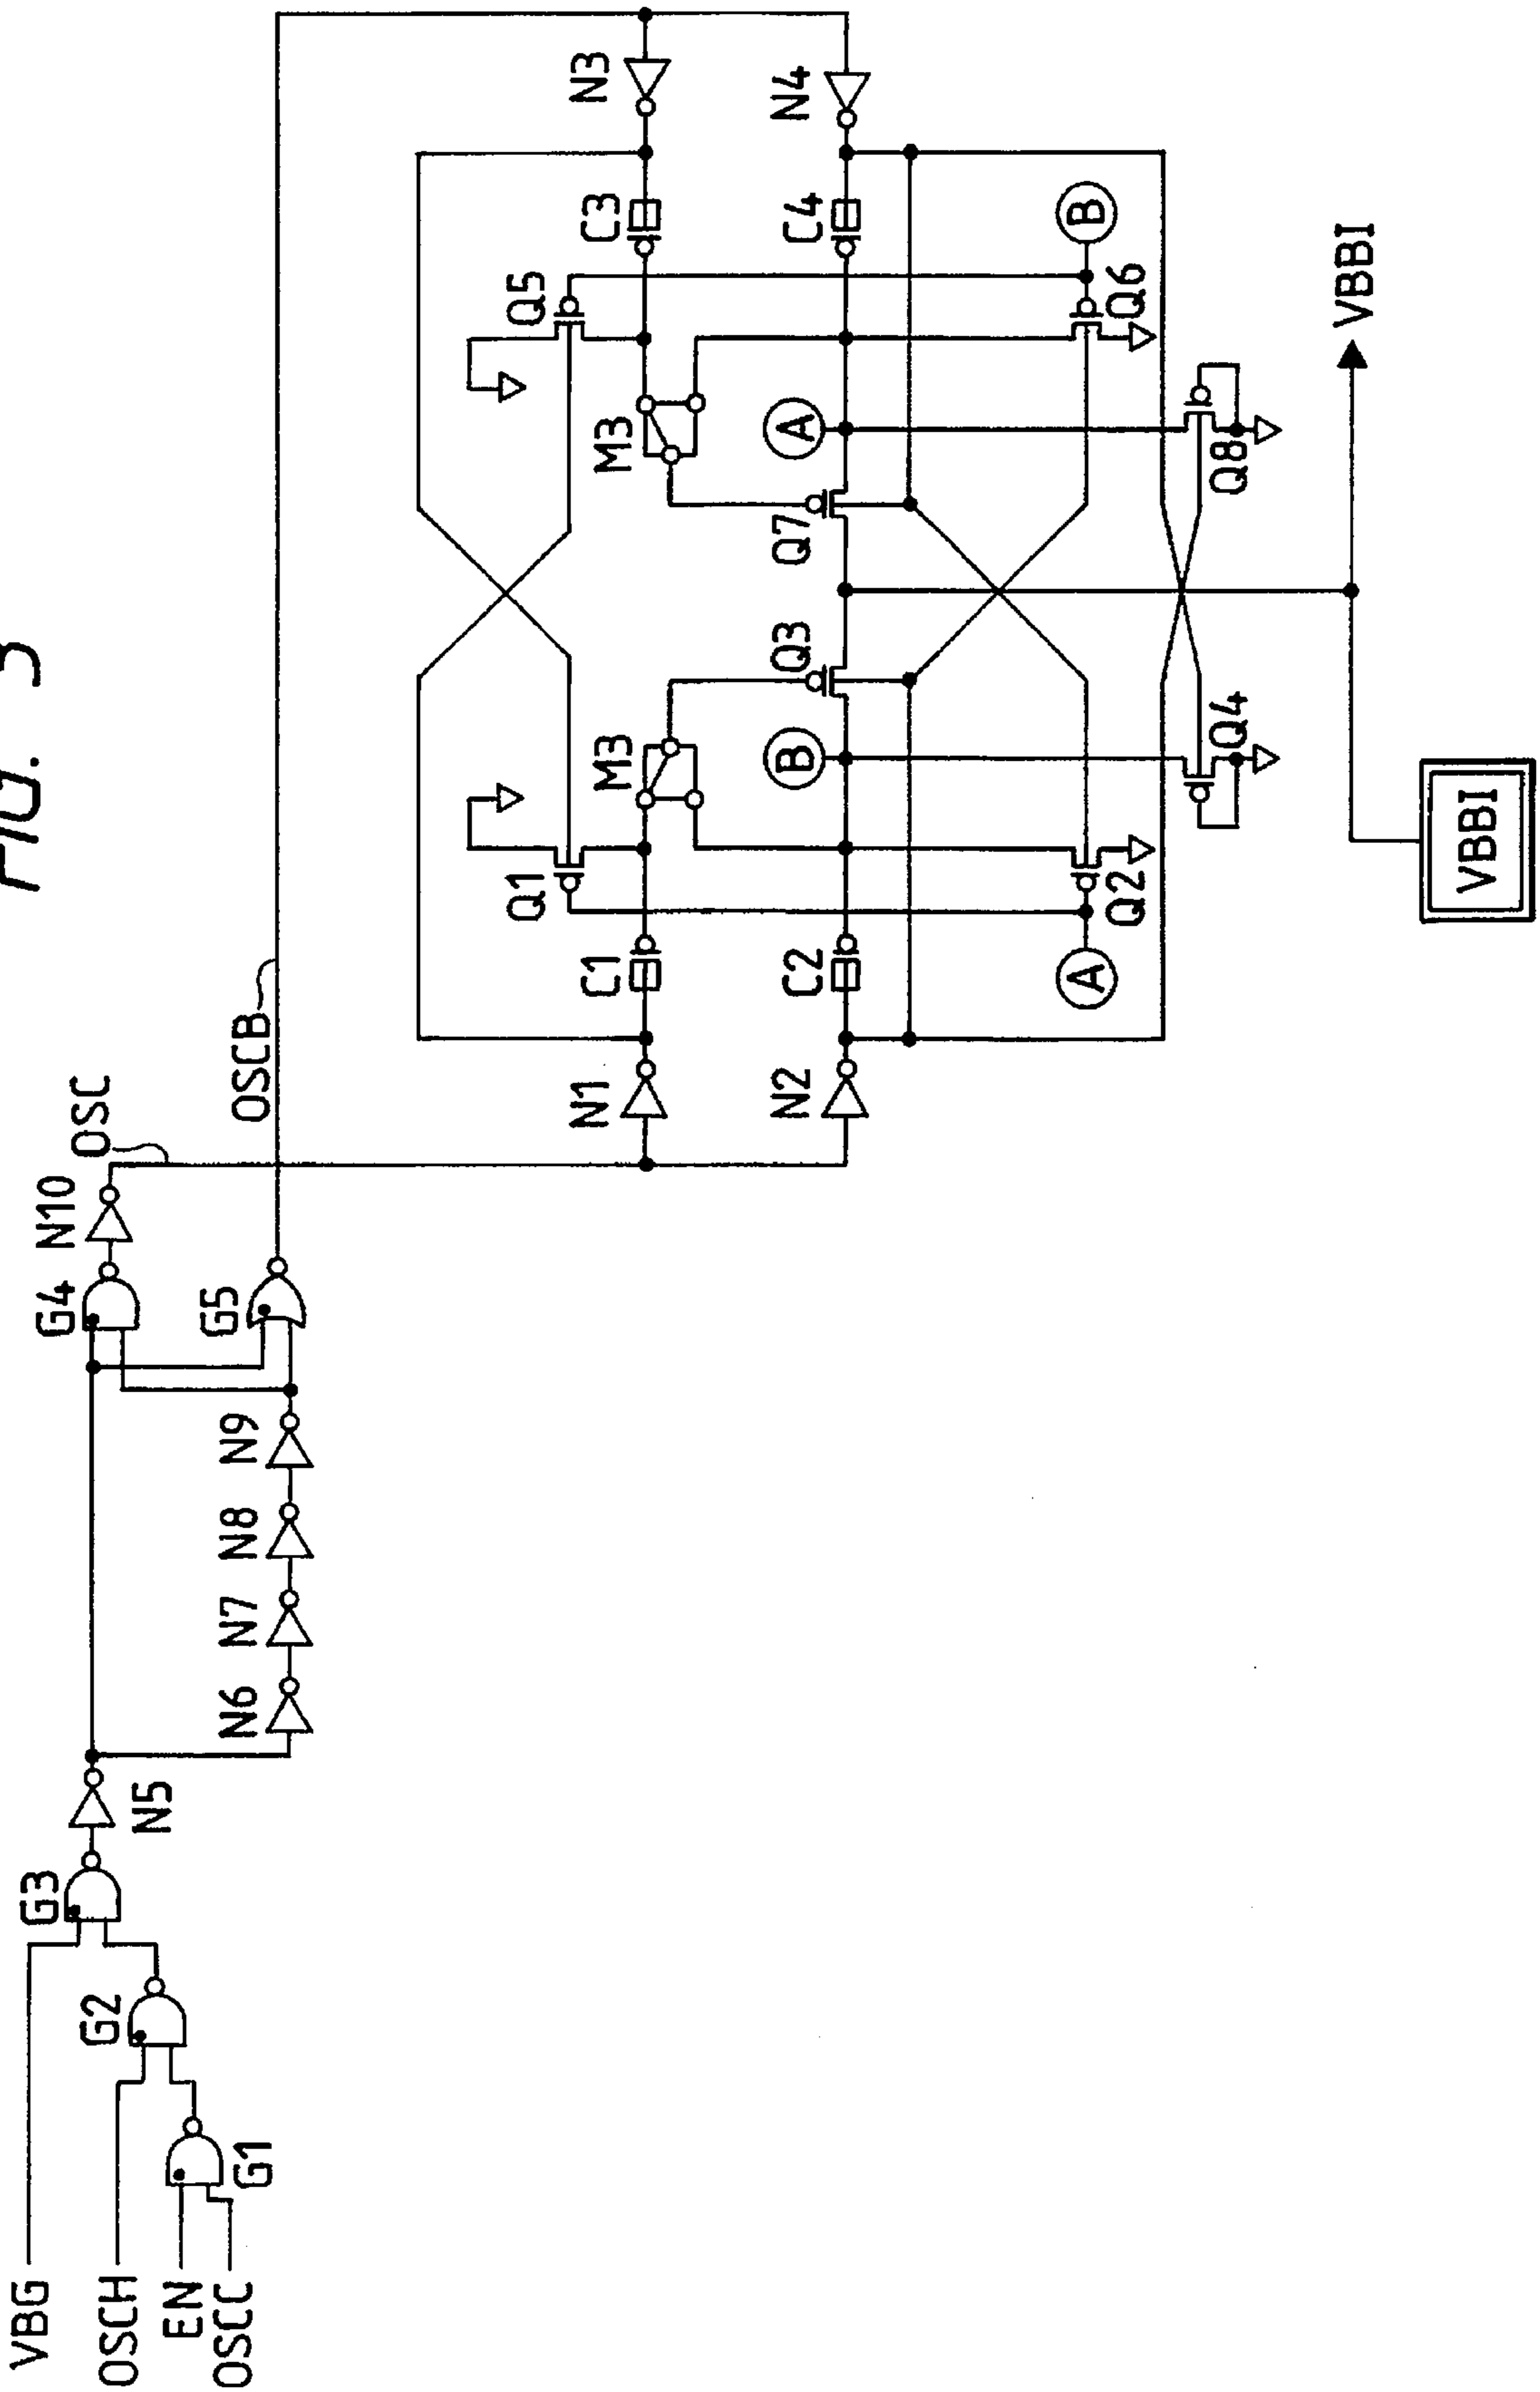 FIG. 3
VBG
OSCH
EN
OSCC
G1
G2
G3
N5
N6
N7
N8
N9
G4
G5
N10
OSC
OSCB
N1
N2
C1
C2
A
Q1
Q2
M3
B
Q3
Q4
Q7
M3
A
Q8
Q5
Q6
B
C3
C4
N3
N4
VBBI
VBBI